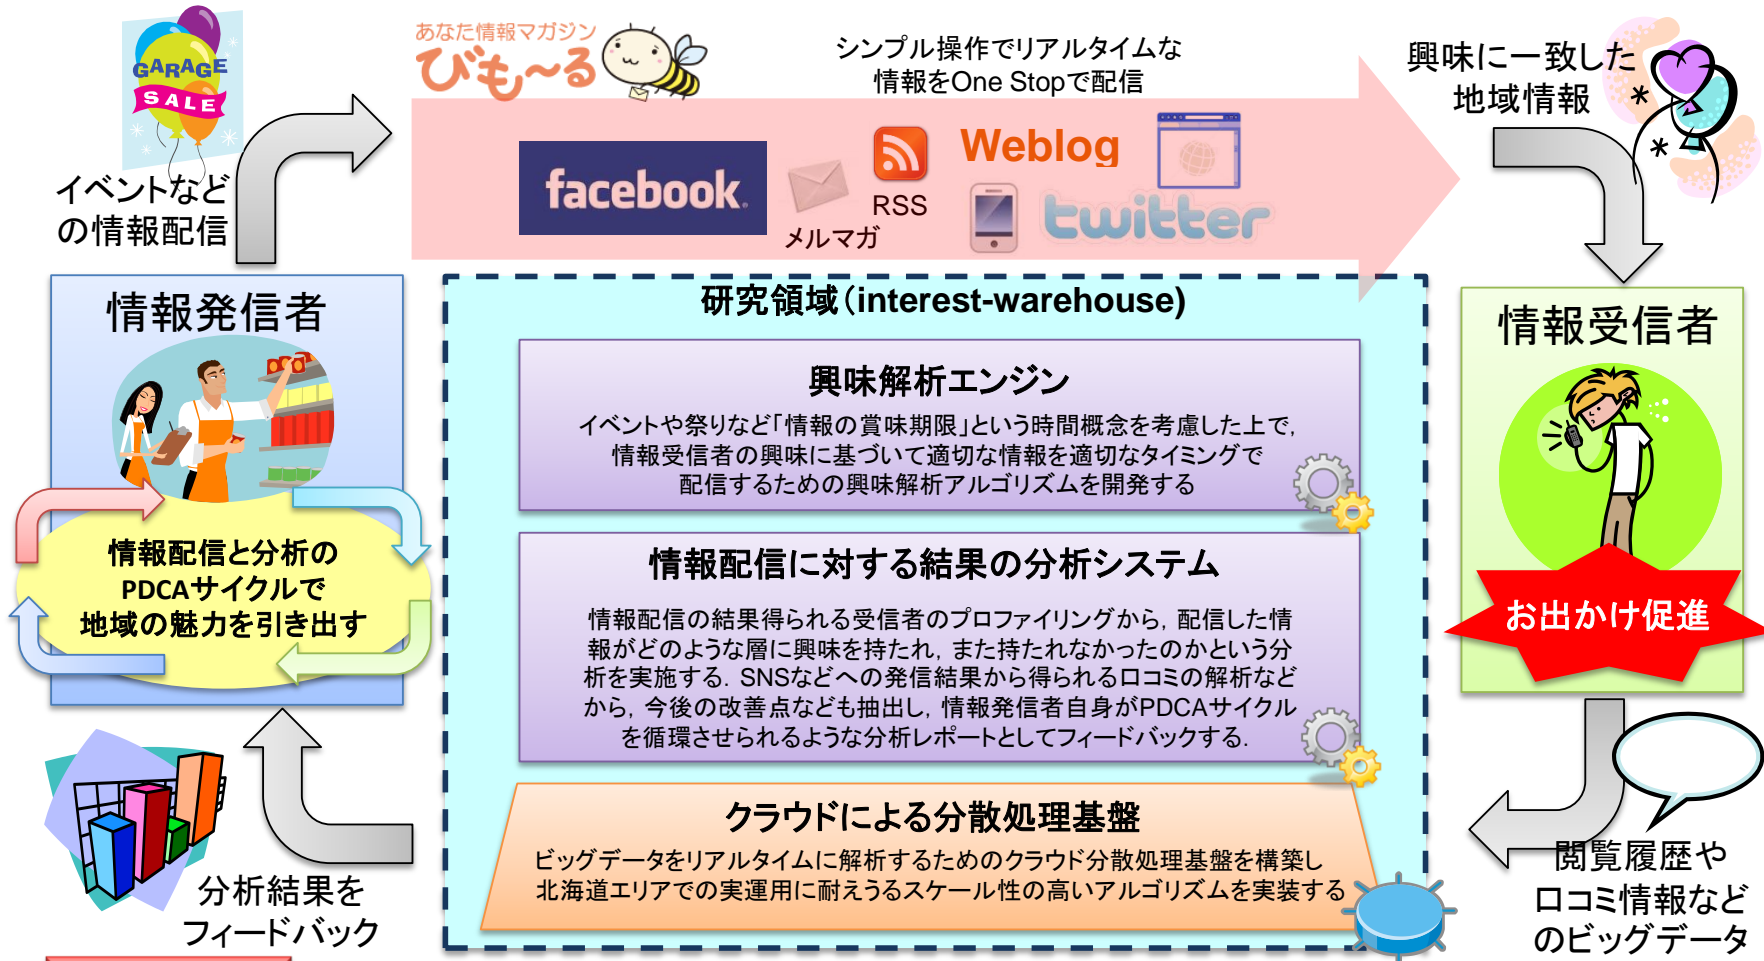 GARAGE
SALE
イベントなど
の情報配信
あなた情報マガジン
びも～る
シンプル操作でリアルタイムな
情報をOne Stopで配信
facebook.
メルマガ
RSS
Weblog
twitter
興味に一致した
地域情報
情報発信者
情報配信と分析の
PDCAサイクルで
地域の魅力を引き出す
研究領域（interest-warehouse)
興味解析エンジン
イベントや祭りなど「情報の賞味期限」という時間概念を考慮した上で,
情報受信者の興味に基づいて適切な情報を適切なタイミングで
配信するための興味解析アルゴリズムを開発する
情報配信に対する結果の分析システム
情報配信の結果得られる受信者のプロファイリングから, 配信した情
報がどのような層に興味を持たれ, また持たれなかったのかという分
析を実施する. SNSなどへの発信結果から得られる口コミの解析など
から, 今後の改善点なども抽出し, 情報発信者自身がPDCAサイクル
を循環させられるような分析レポートとしてフィードバックする.
クラウドによる分散処理基盤
ビッグデータをリアルタイムに解析するためのクラウド分散処理基盤を構築し
北海道エリアでの実運用に耐えうるスケール性の高いアルゴリズムを実装する
情報受信者
お出かけ促進
閲覧履歴や
口コミ情報など
のビッグデータ
分析結果を
フィードバック